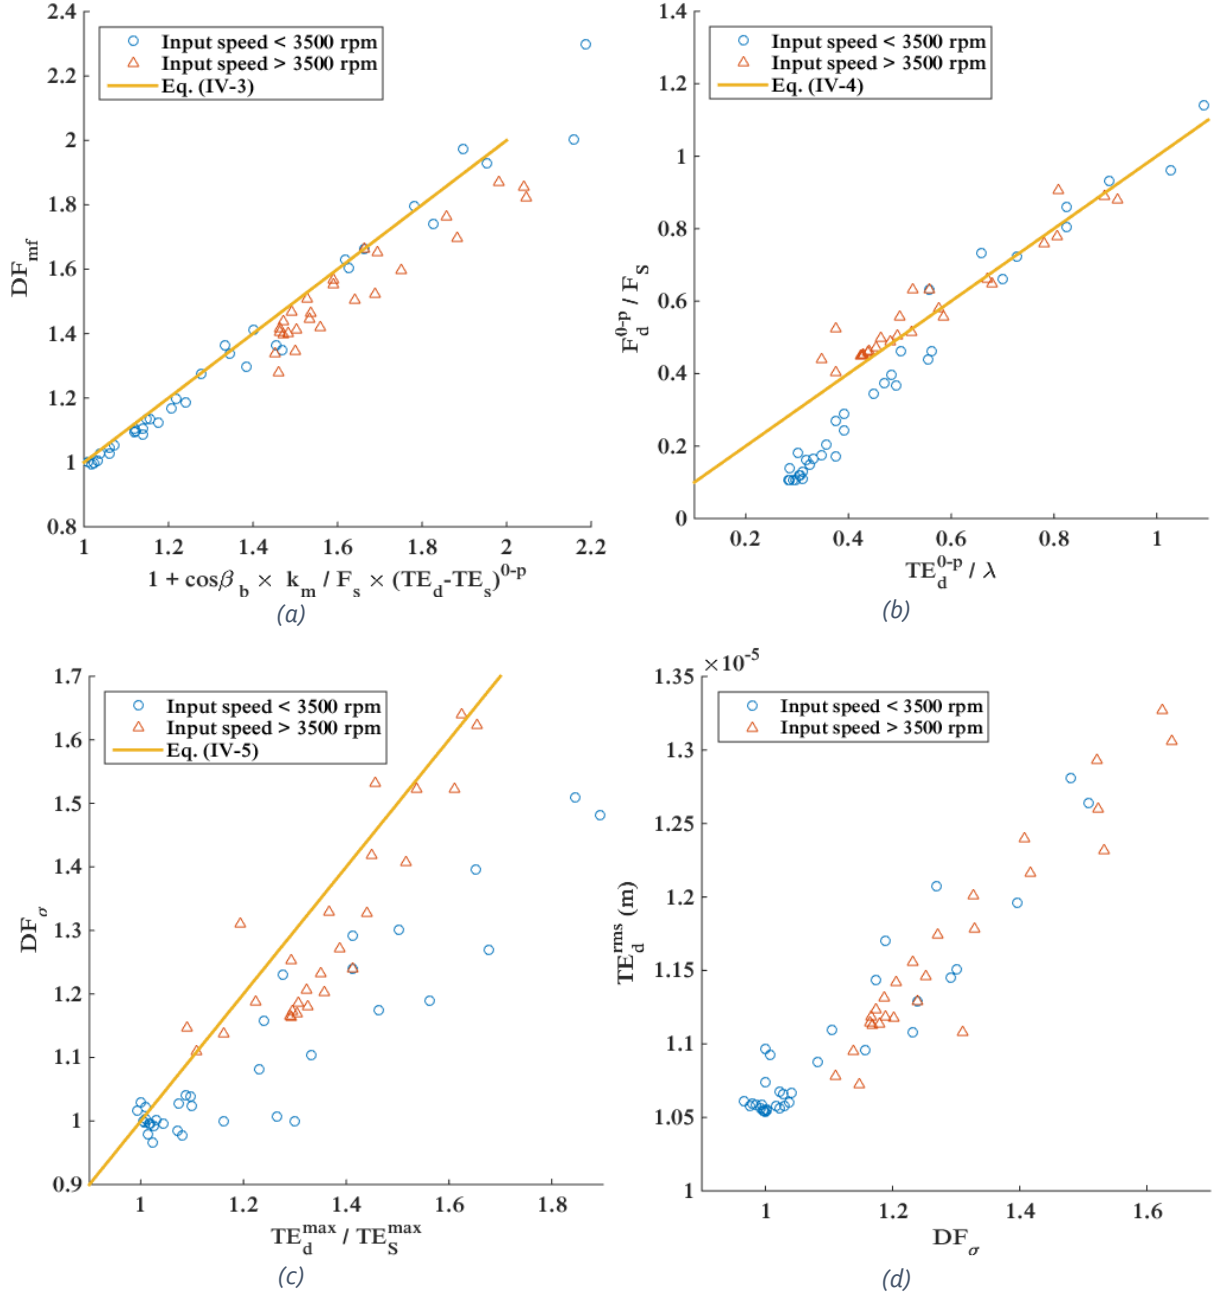 2.4
2.2
2
1.8
1.6
1.4
1.2
1
0.8
DF_mf
Input speed < 3500 rpm
Input speed > 3500 rpm
Eq. (IV-3)
1 1.2 1.4 1.6 1.8 2 2.2
1 + cosβ_b × k_m / F_s × (TE_d-TE_s)^0-p
(a)
1.4
1.2
1
0.8
0.6
0.4
0.2
0
F_d^0-p / F_S
Input speed < 3500 rpm
Input speed > 3500 rpm
Eq. (IV-4)
0.2 0.4 0.6 0.8 1
TE_d^0-p / λ
(b)
1.7
1.6
1.5
1.4
1.3
1.2
1.1
1
0.9
DF_σ
Input speed < 3500 rpm
Input speed > 3500 rpm
Eq. (IV-5)
1 1.2 1.4 1.6 1.8
TE_d^max / TE_S^max
(c)
×10^-5
1.35
1.3
1.25
1.2
1.15
1.1
1.05
1
TE_d^rms (m)
Input speed < 3500 rpm
Input speed > 3500 rpm
1 1.2 1.4 1.6
DF_σ
(d)